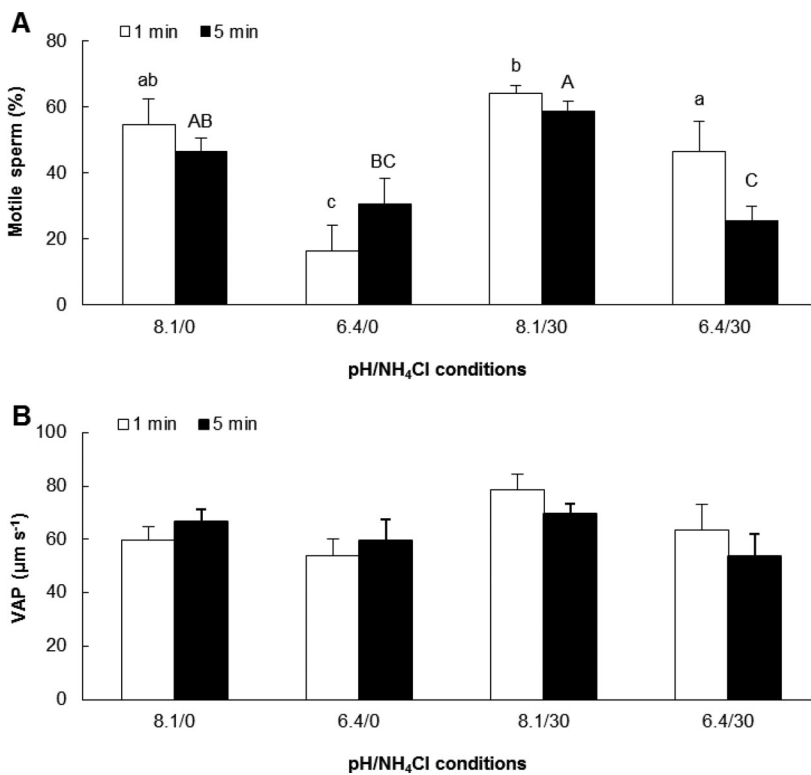 A
1 min 5 min
80
60
40
20
0
Motile sperm (%)
ab
AB
c
BC
b
A
a
C
8.1/0 6.4/0 8.1/30 6.4/30
pH/NH₄Cl conditions
B
1 min 5 min
100
80
60
40
20
0
VAP (µm s⁻¹)
8.1/0 6.4/0 8.1/30 6.4/30
pH/NH₄Cl conditions